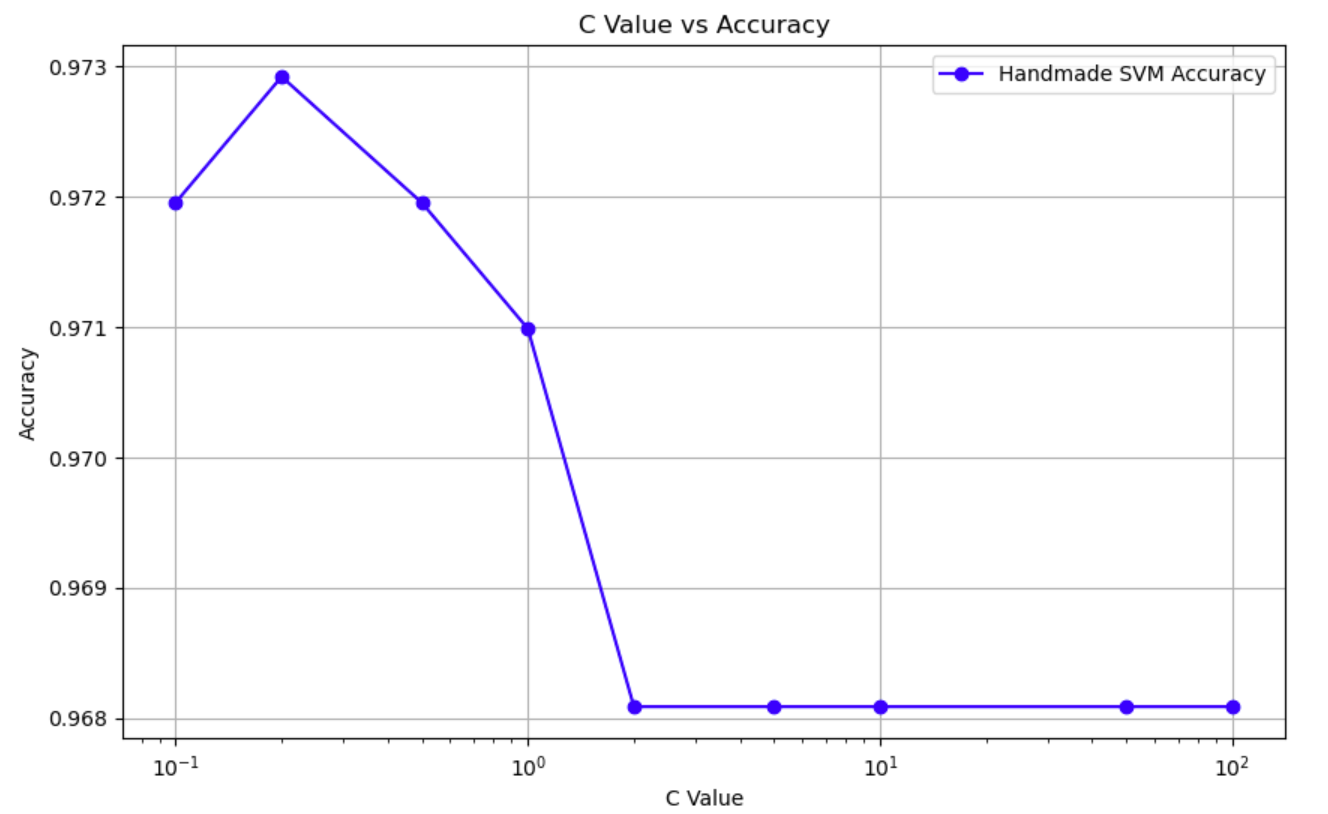 C Value vs Accuracy
Handmade SVM Accuracy
0.973
0.972
0.971
0.970
0.969
0.968
Accuracy
10⁻¹ 10⁰ 10¹ 10²
C Value